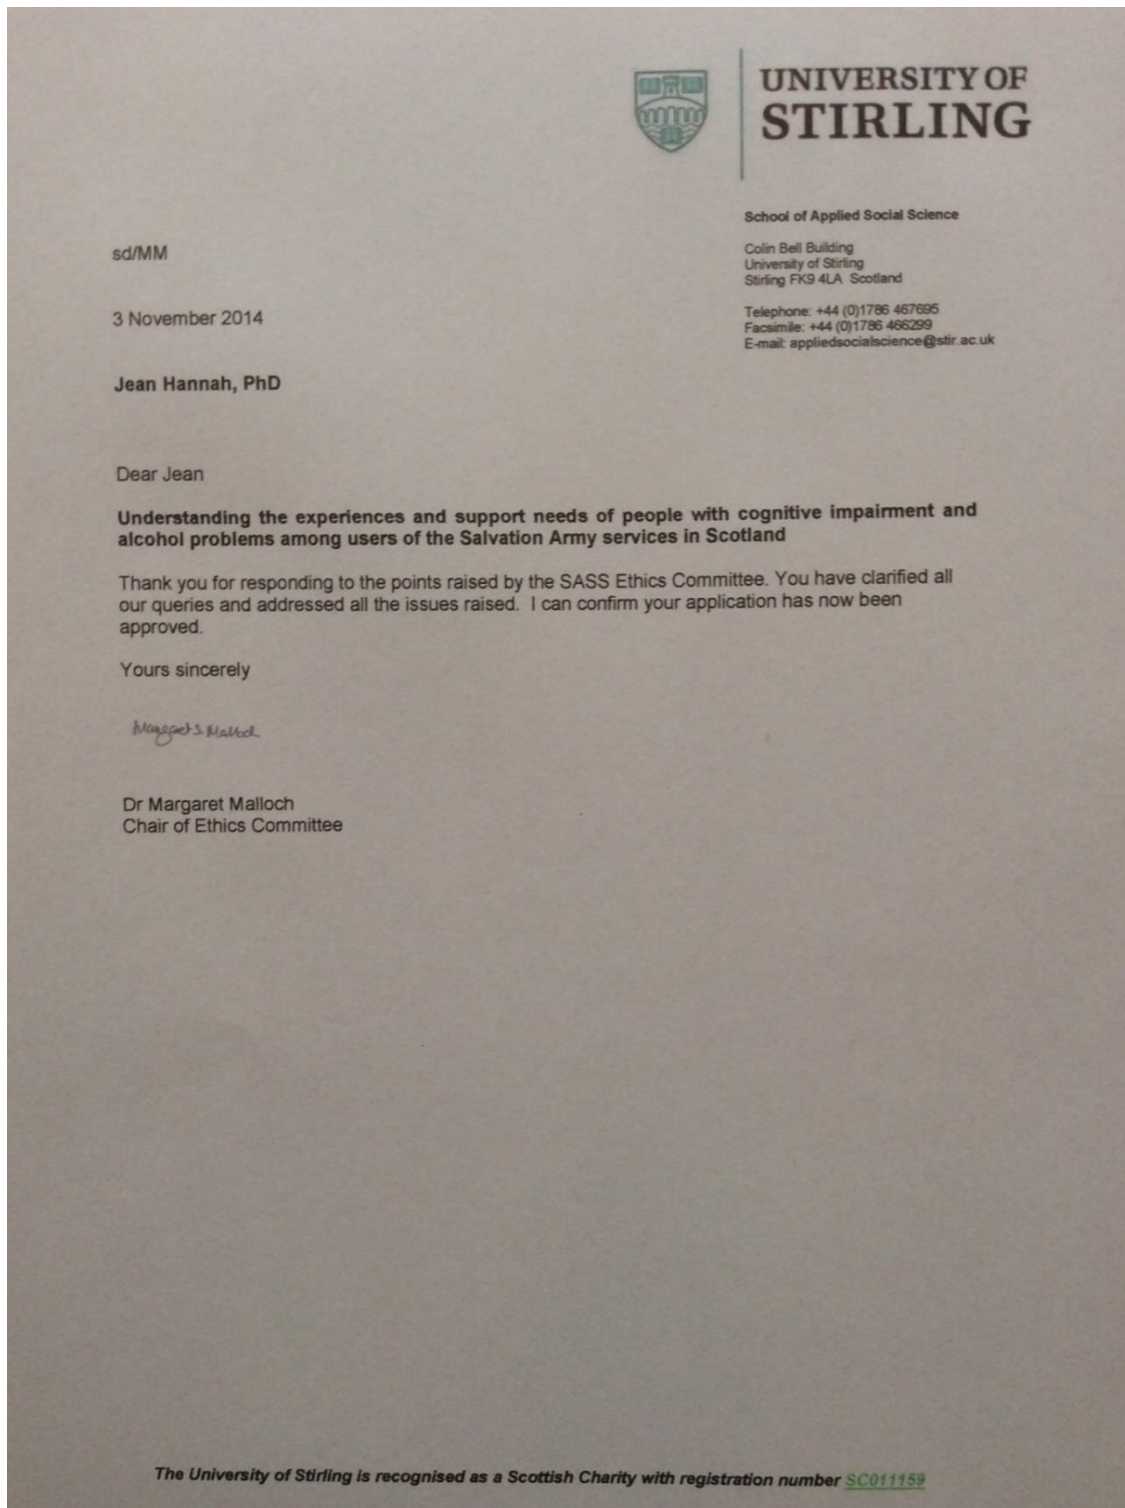 UNIVERSITY OF
STIRLING
School of Applied Social Science
Colin Bell Building
University of Stirling
Stirling FK9 4LA Scotland
Telephone: +44 (0)1786 467695
Facsimile: +44 (0)1786 466299
E-mail: appliedsocialscience@stir.ac.uk
sd/MM
3 November 2014
Jean Hannah, PhD
Dear Jean
Understanding the experiences and support needs of people with cognitive impairment and
alcohol problems among users of the Salvation Army services in Scotland
Thank you for responding to the points raised by the SASS Ethics Committee. You have clarified all
our queries and addressed all the issues raised. I can confirm your application has now been
approved.
Yours sincerely
Margaret S. Malloch
Dr Margaret Malloch
Chair of Ethics Committee
The University of Stirling is recognised as a Scottish Charity with registration number SC011159